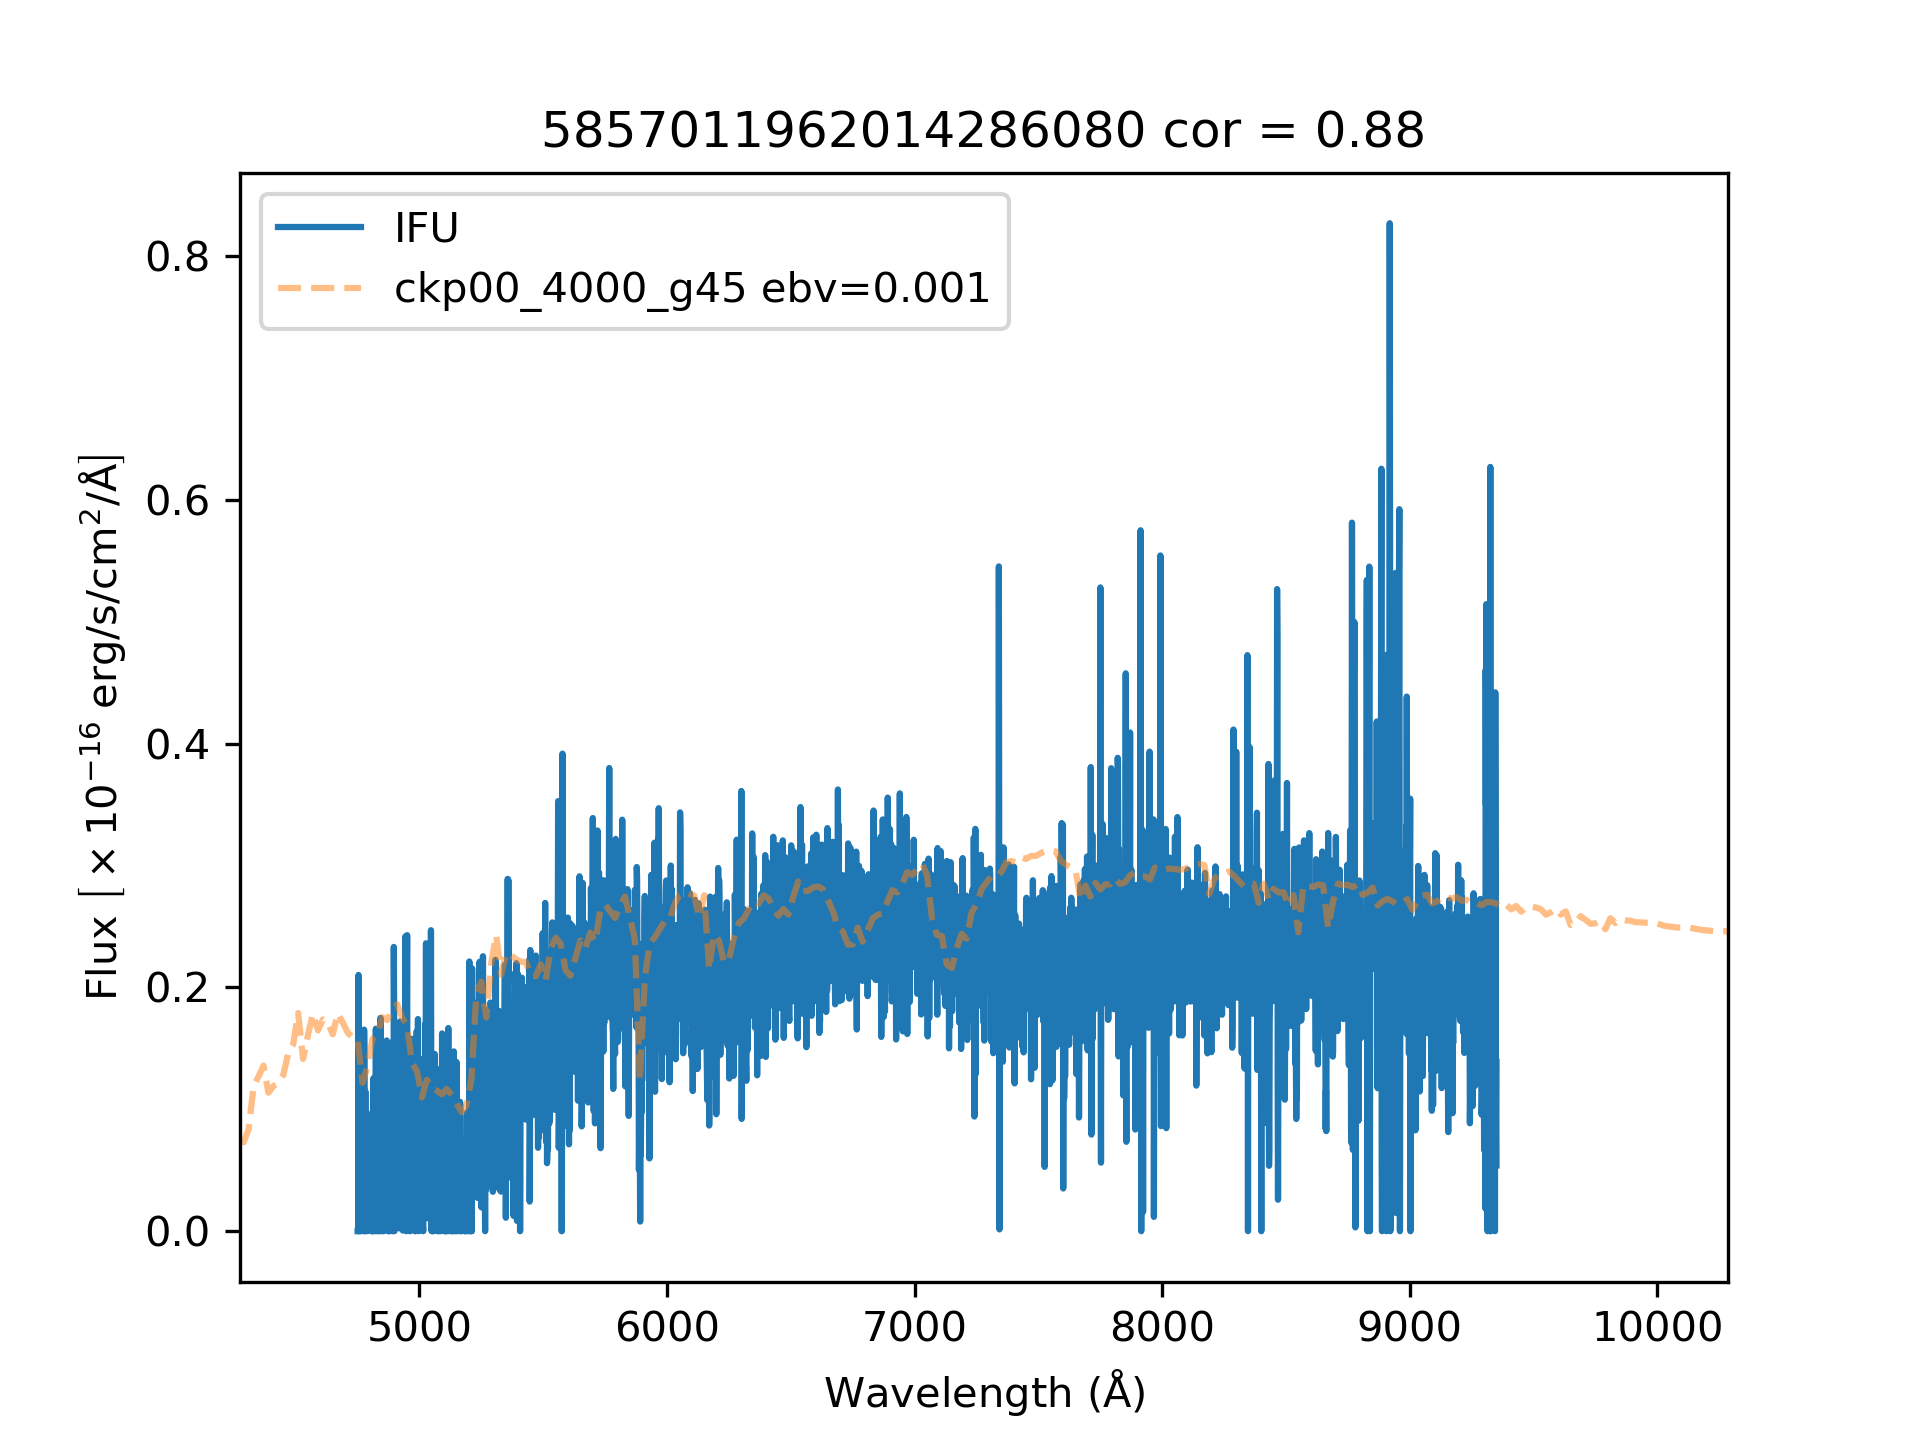 5857011962014286080 cor = 0.88
IFU
ckp00_4000_g45 ebv=0.001
0.8
0.6
0.4
0.2
0.0
Flux [ × 10⁻¹⁶ erg/s/cm²/Å]
5000 6000 7000 8000 9000 10000
Wavelength (Å)